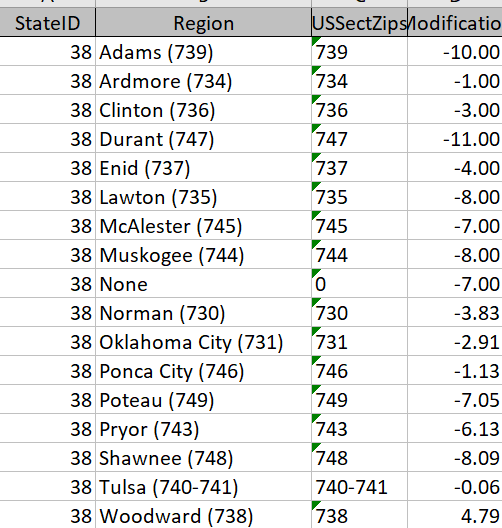 StateID Region USSectZips Modificatio
38 Adams (739) 739 -10.00
38 Ardmore (734) 734 -1.00
38 Clinton (736) 736 -3.00
38 Durant (747) 747 -11.00
38 Enid (737) 737 -4.00
38 Lawton (735) 735 -8.00
38 McAlester (745) 745 -7.00
38 Muskogee (744) 744 -8.00
38 None 0 -7.00
38 Norman (730) 730 -3.83
38 Oklahoma City (731) 731 -2.91
38 Ponca City (746) 746 -1.13
38 Poteau (749) 749 -7.05
38 Pryor (743) 743 -6.13
38 Shawnee (748) 748 -8.09
38 Tulsa (740-741) 740-741 -0.06
38 Woodward (738) 738 4.79